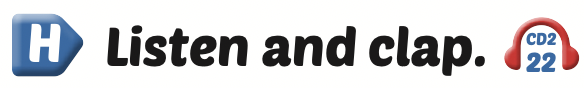 H Listen and clap. CD2
22